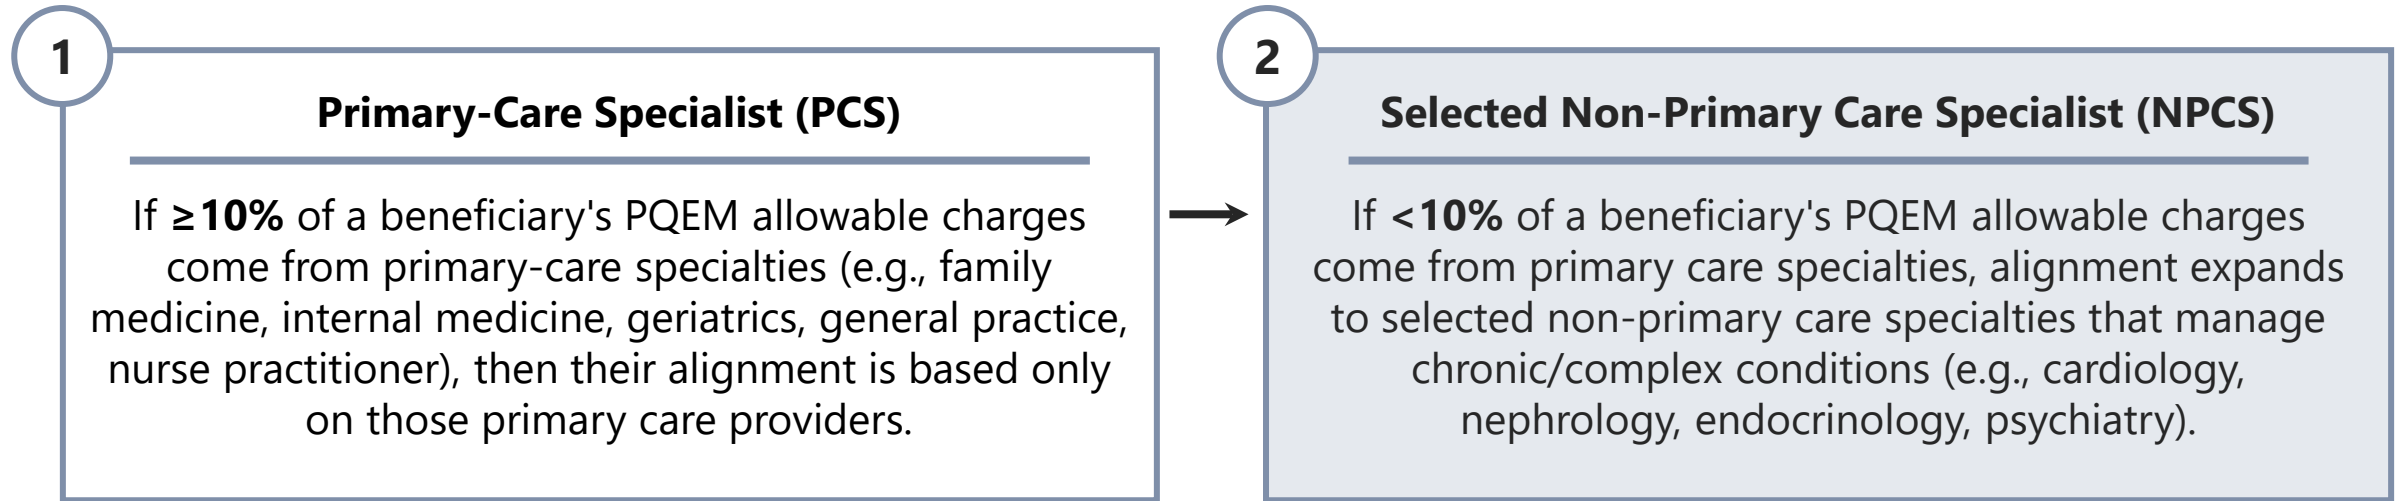 1
Primary-Care Specialist (PCS)
If ≥10% of a beneficiary's PQEM allowable charges
come from primary-care specialties (e.g., family
medicine, internal medicine, geriatrics, general practice,
nurse practitioner), then their alignment is based only
on those primary care providers.
2
Selected Non-Primary Care Specialist (NPCS)
If <10% of a beneficiary's PQEM allowable charges
come from primary care specialties, alignment expands
to selected non-primary care specialties that manage
chronic/complex conditions (e.g., cardiology,
nephrology, endocrinology, psychiatry).